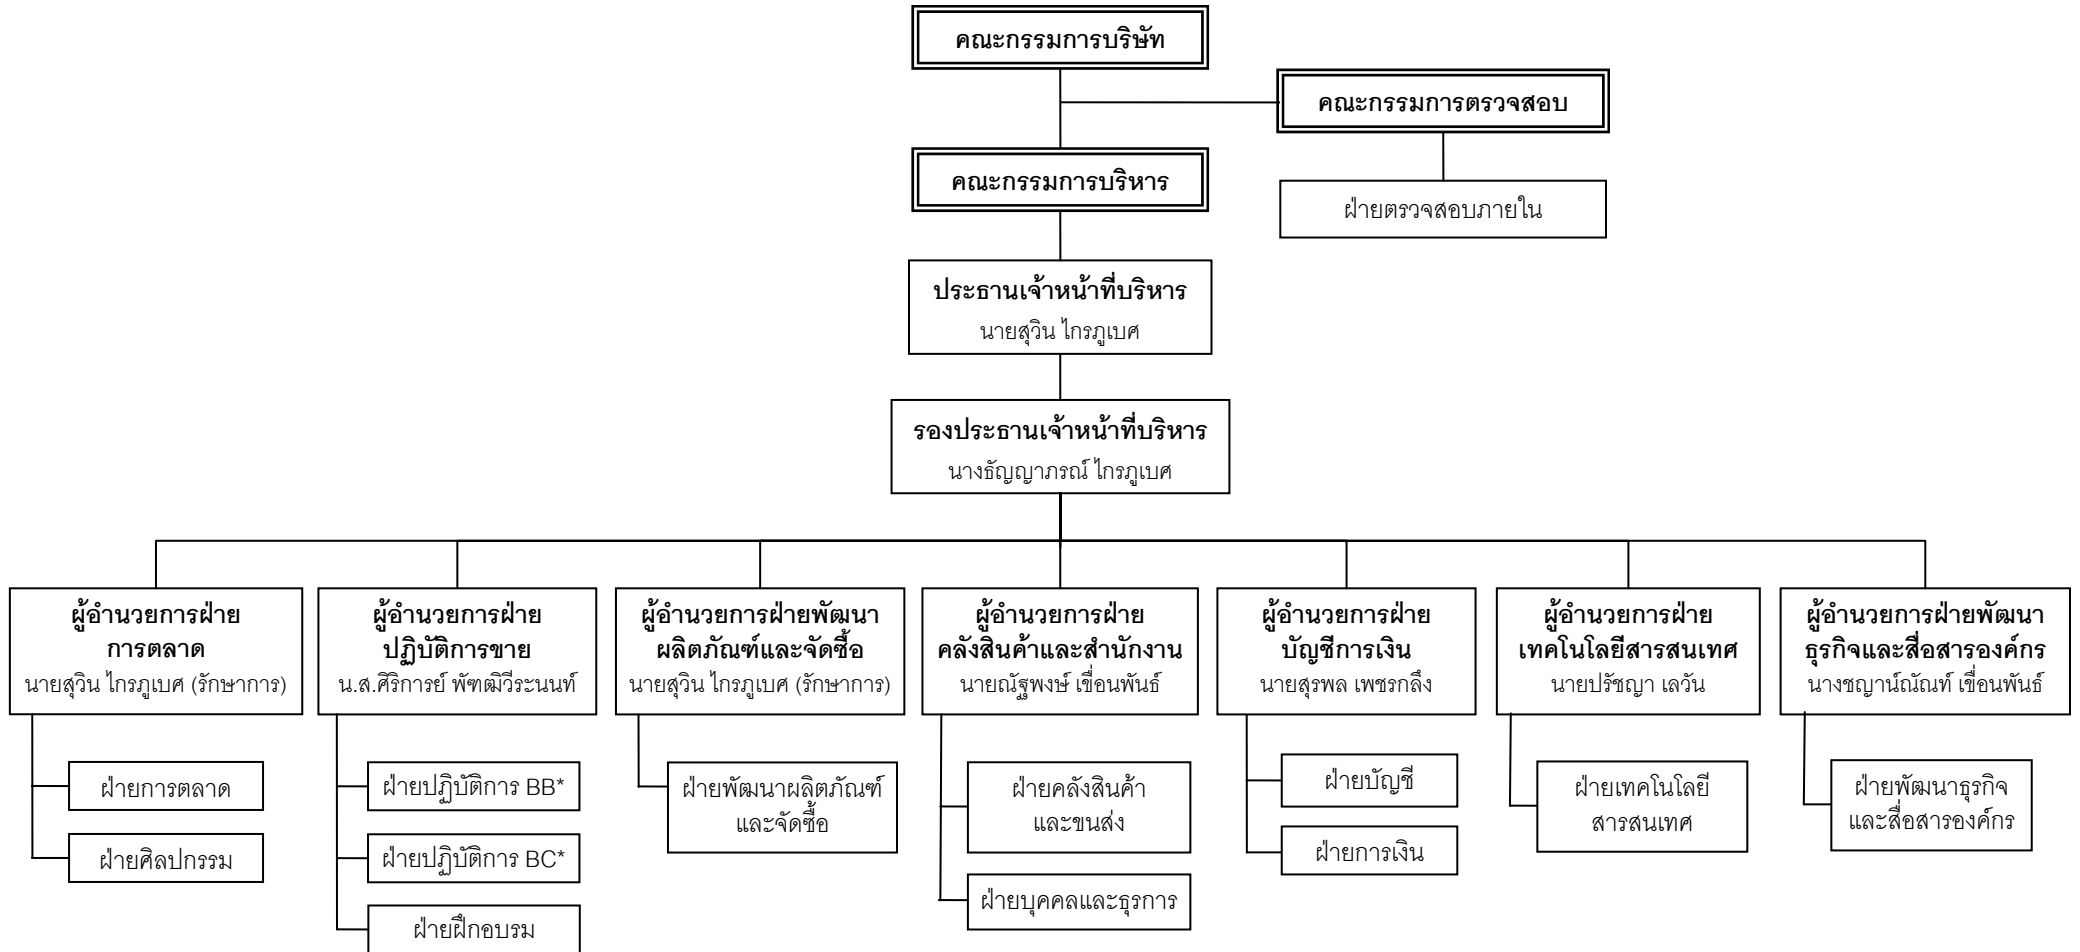 คณะกรรมการบริษัท
คณะกรรมการตรวจสอบ
คณะกรรมการบริหาร
ฝ่ายตรวจสอบภายใน
ประธานเจ้าหน้าที่บริหาร
นายสุวิน ไกรภูเบศ
รองประธานเจ้าหน้าที่บริหาร
นางธัญญาภรณ์ ไกรภูเบศ
ผู้อำนวยการฝ่าย
การตลาด
นายสุวิน ไกรภูเบศ (รักษาการ)
ฝ่ายการตลาด
ฝ่ายศิลปกรรม
ผู้อำนวยการฝ่าย
ปฏิบัติการขาย
น.ส.ศิริการย์ พัฑฒิวีระนนท์
ฝ่ายปฏิบัติการ BB*
ฝ่ายปฏิบัติการ BC*
ฝ่ายฝึกอบรม
ผู้อำนวยการฝ่ายพัฒนา
ผลิตภัณฑ์และจัดซื้อ
นายสุวิน ไกรภูเบศ (รักษาการ)
ฝ่ายพัฒนาผลิตภัณฑ์
และจัดซื้อ
ผู้อำนวยการฝ่าย
คลังสินค้าและสำนักงาน
นายณัฐพงษ์ เขื่อนพันธ์
ฝ่ายคลังสินค้า
และขนส่ง
ฝ่ายบุคคลและธุรการ
ผู้อำนวยการฝ่าย
บัญชีการเงิน
นายสุรพล เพชรกลึง
ฝ่ายบัญชี
ฝ่ายการเงิน
ผู้อำนวยการฝ่าย
เทคโนโลยีสารสนเทศ
นายปรัชญา เลวัน
ฝ่ายเทคโนโลยี
สารสนเทศ
ผู้อำนวยการฝ่ายพัฒนา
ธุรกิจและสื่อสารองค์กร
นางชญาน์ณัณท์ เขื่อนพันธ์
ฝ่ายพัฒนาธุรกิจ
และสื่อสารองค์กร